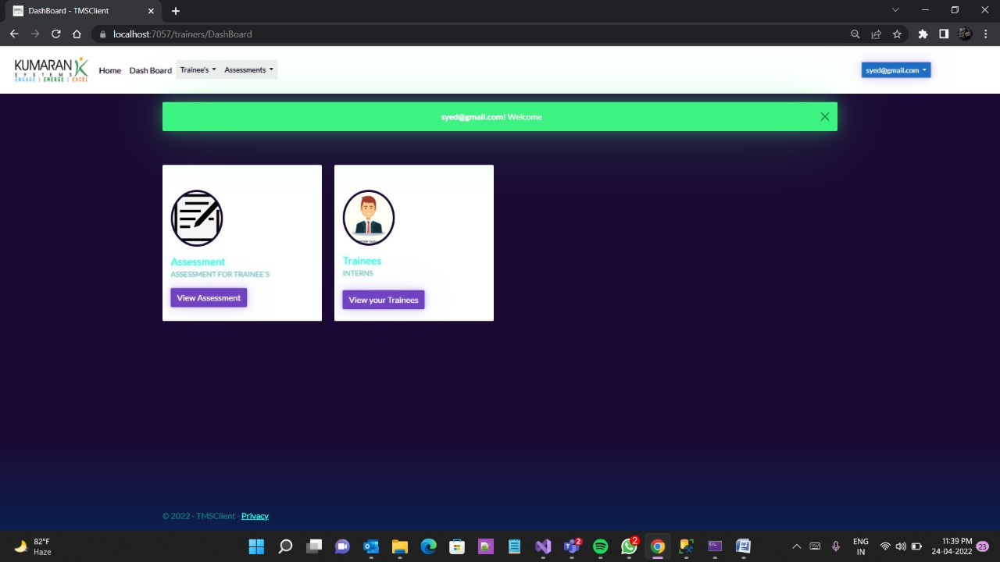 DashBoard - TMSClient
localhost:7057/trainers/DashBoard
KUMARAN
SYSTEMS
ENGAGE | EMERGE | EXCEL
Home
Dash Board
Trainee's
Assessments
syed@gmail.com
syed@gmail.com! Welcome
Assessment
ASSESSMENT FOR TRAINEE'S
View Assessment
Trainees
INTERNS
View your Trainees
© 2022 - TMSClient - Privacy
82°F
Haze
2
2
ENG
IN
11:39 PM
24-04-2022
23